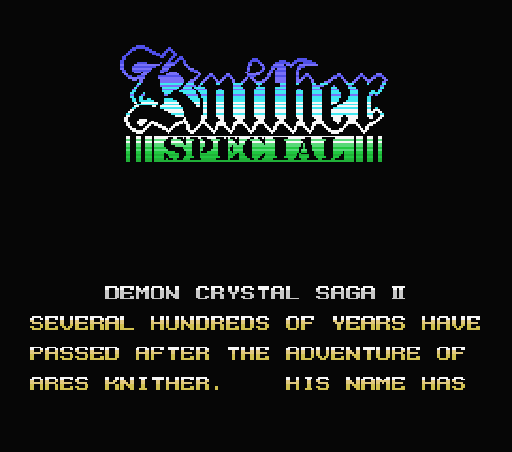 Knither
SPECIAL
DEMON CRYSTAL SAGA II
SEVERAL HUNDREDS OF YEARS HAVE
PASSED AFTER THE ADVENTURE OF
ARES KNITHER. HIS NAME HAS